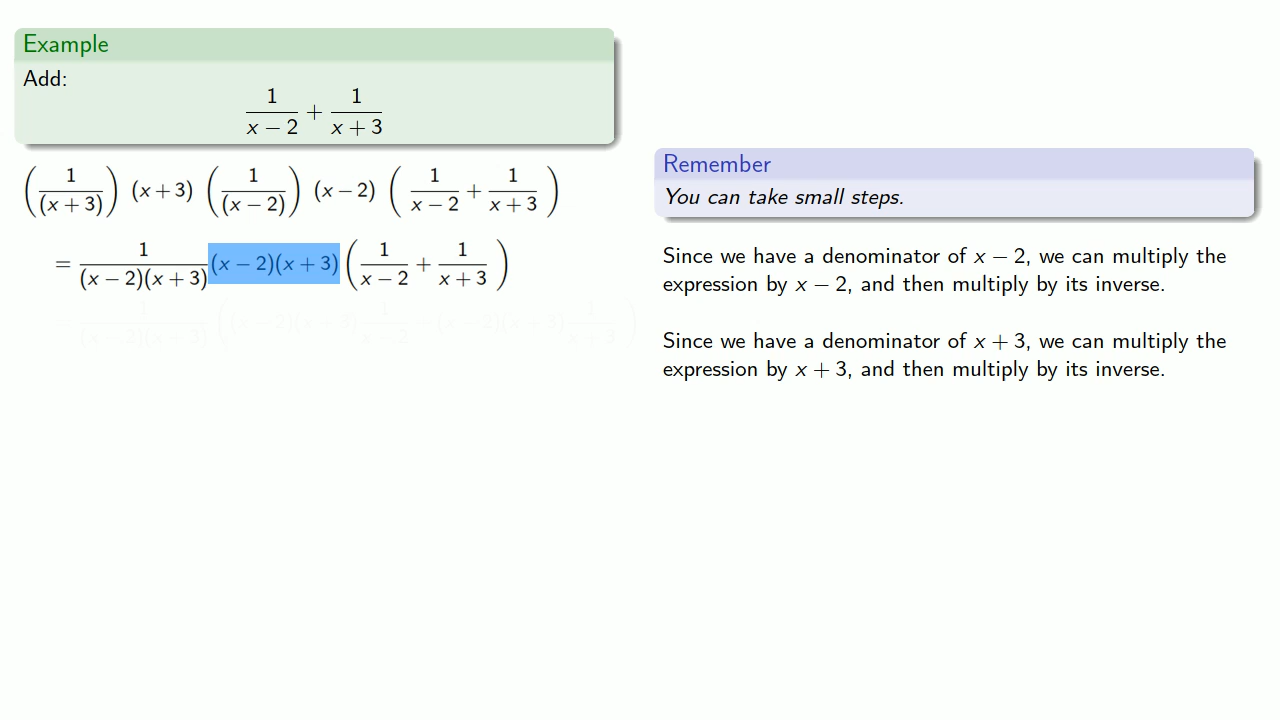 Example
Add:
1/(x − 2) + 1/(x + 3)
(1/(x + 3)) (x + 3) (1/(x − 2)) (x − 2) (1/(x − 2) + 1/(x + 3))
= 1/((x − 2)(x + 3)) (x − 2)(x + 3) (1/(x − 2) + 1/(x + 3))
Remember
You can take small steps.
Since we have a denominator of x − 2, we can multiply the
expression by x − 2, and then multiply by its inverse.
Since we have a denominator of x + 3, we can multiply the
expression by x + 3, and then multiply by its inverse.